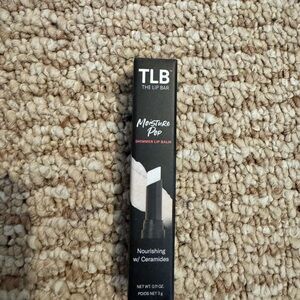 TLB
THE LIP BAR
Moisture
Pop
SHIMMER LIP BALM
Nourishing
w/ Ceramides
NET WT. 0.11 OZ.
POIDS NET 3 g